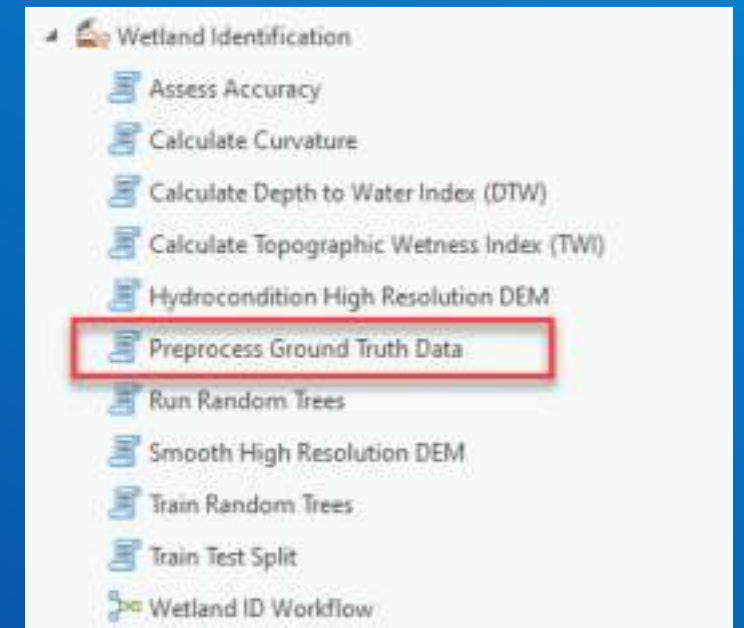 Wetland Identification
Assess Accuracy
Calculate Curvature
Calculate Depth to Water Index (DTW)
Calculate Topographic Wetness Index (TWI)
Hydrocondition High Resolution DEM
Preprocess Ground Truth Data
Run Random Trees
Smooth High Resolution DEM
Train Random Trees
Train Test Split
Wetland ID Workflow